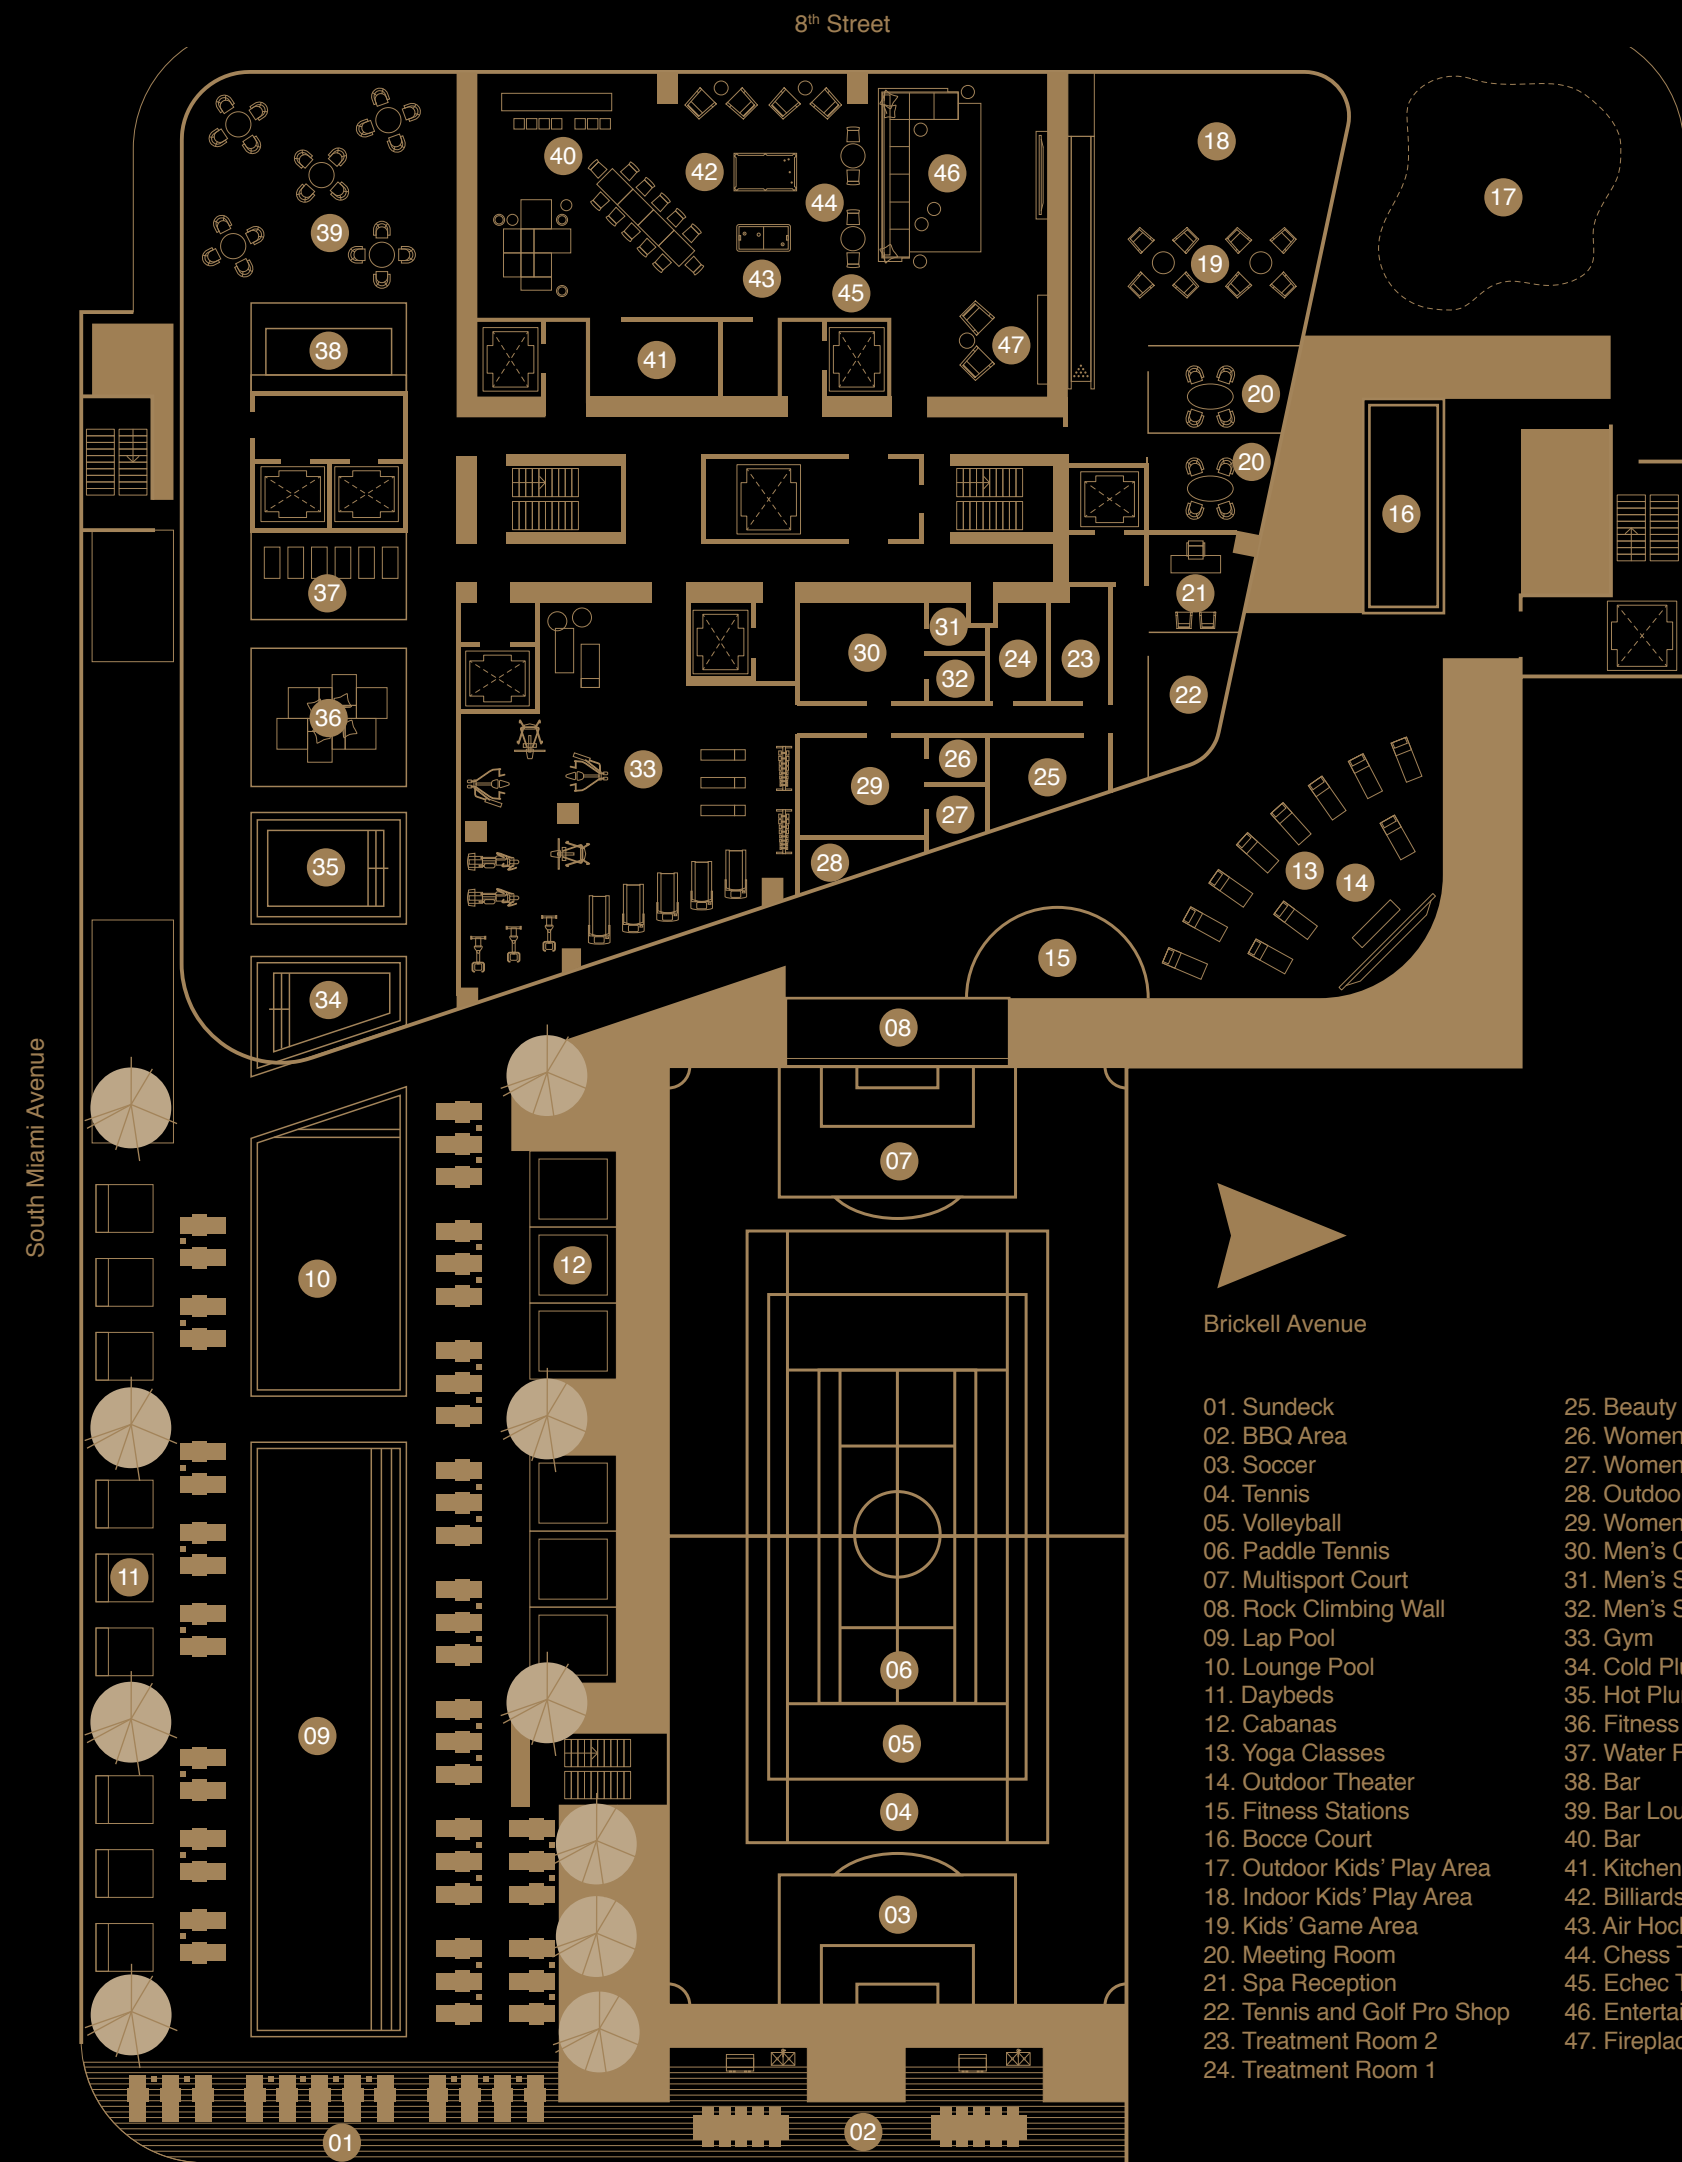 8th Street
40
42
44
46
18
17
39
43
45
19
38
41
47
20
20
16
37
21
31
30
24
23
32
36
22
33
26
25
29
27
28
35
13
14
15
34
08
South Miami Avenue
07
12
10
Brickell Avenue
11
06
09
05
04
03
02
01
01. Sundeck
02. BBQ Area
03. Soccer
04. Tennis
05. Volleyball
06. Paddle Tennis
07. Multisport Court
08. Rock Climbing Wall
09. Lap Pool
10. Lounge Pool
11. Daybeds
12. Cabanas
13. Yoga Classes
14. Outdoor Theater
15. Fitness Stations
16. Bocce Court
17. Outdoor Kids' Play Area
18. Indoor Kids' Play Area
19. Kids' Game Area
20. Meeting Room
21. Spa Reception
22. Tennis and Golf Pro Shop
23. Treatment Room 2
24. Treatment Room 1
25. Beauty
26. Women
27. Women
28. Outdoo
29. Women
30. Men's
31. Men's S
32. Men's S
33. Gym
34. Cold Pl
35. Hot Plu
36. Fitness
37. Water F
38. Bar
39. Bar Lou
40. Bar
41. Kitchen
42. Billiards
43. Air Hoc
44. Chess T
45. Echec T
46. Enterta
47. Fireplac